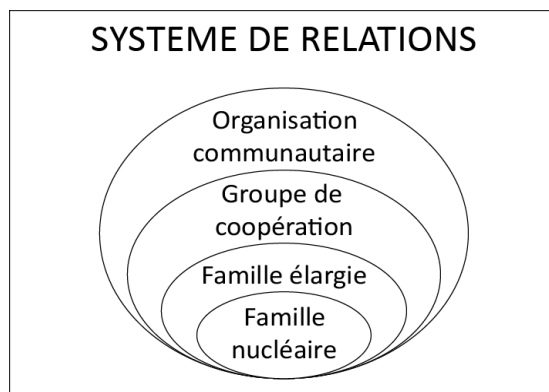 SYSTEME DE RELATIONS
Organisation
communautaire
Groupe de
coopération
Famille élargie
Famille
nucléaire